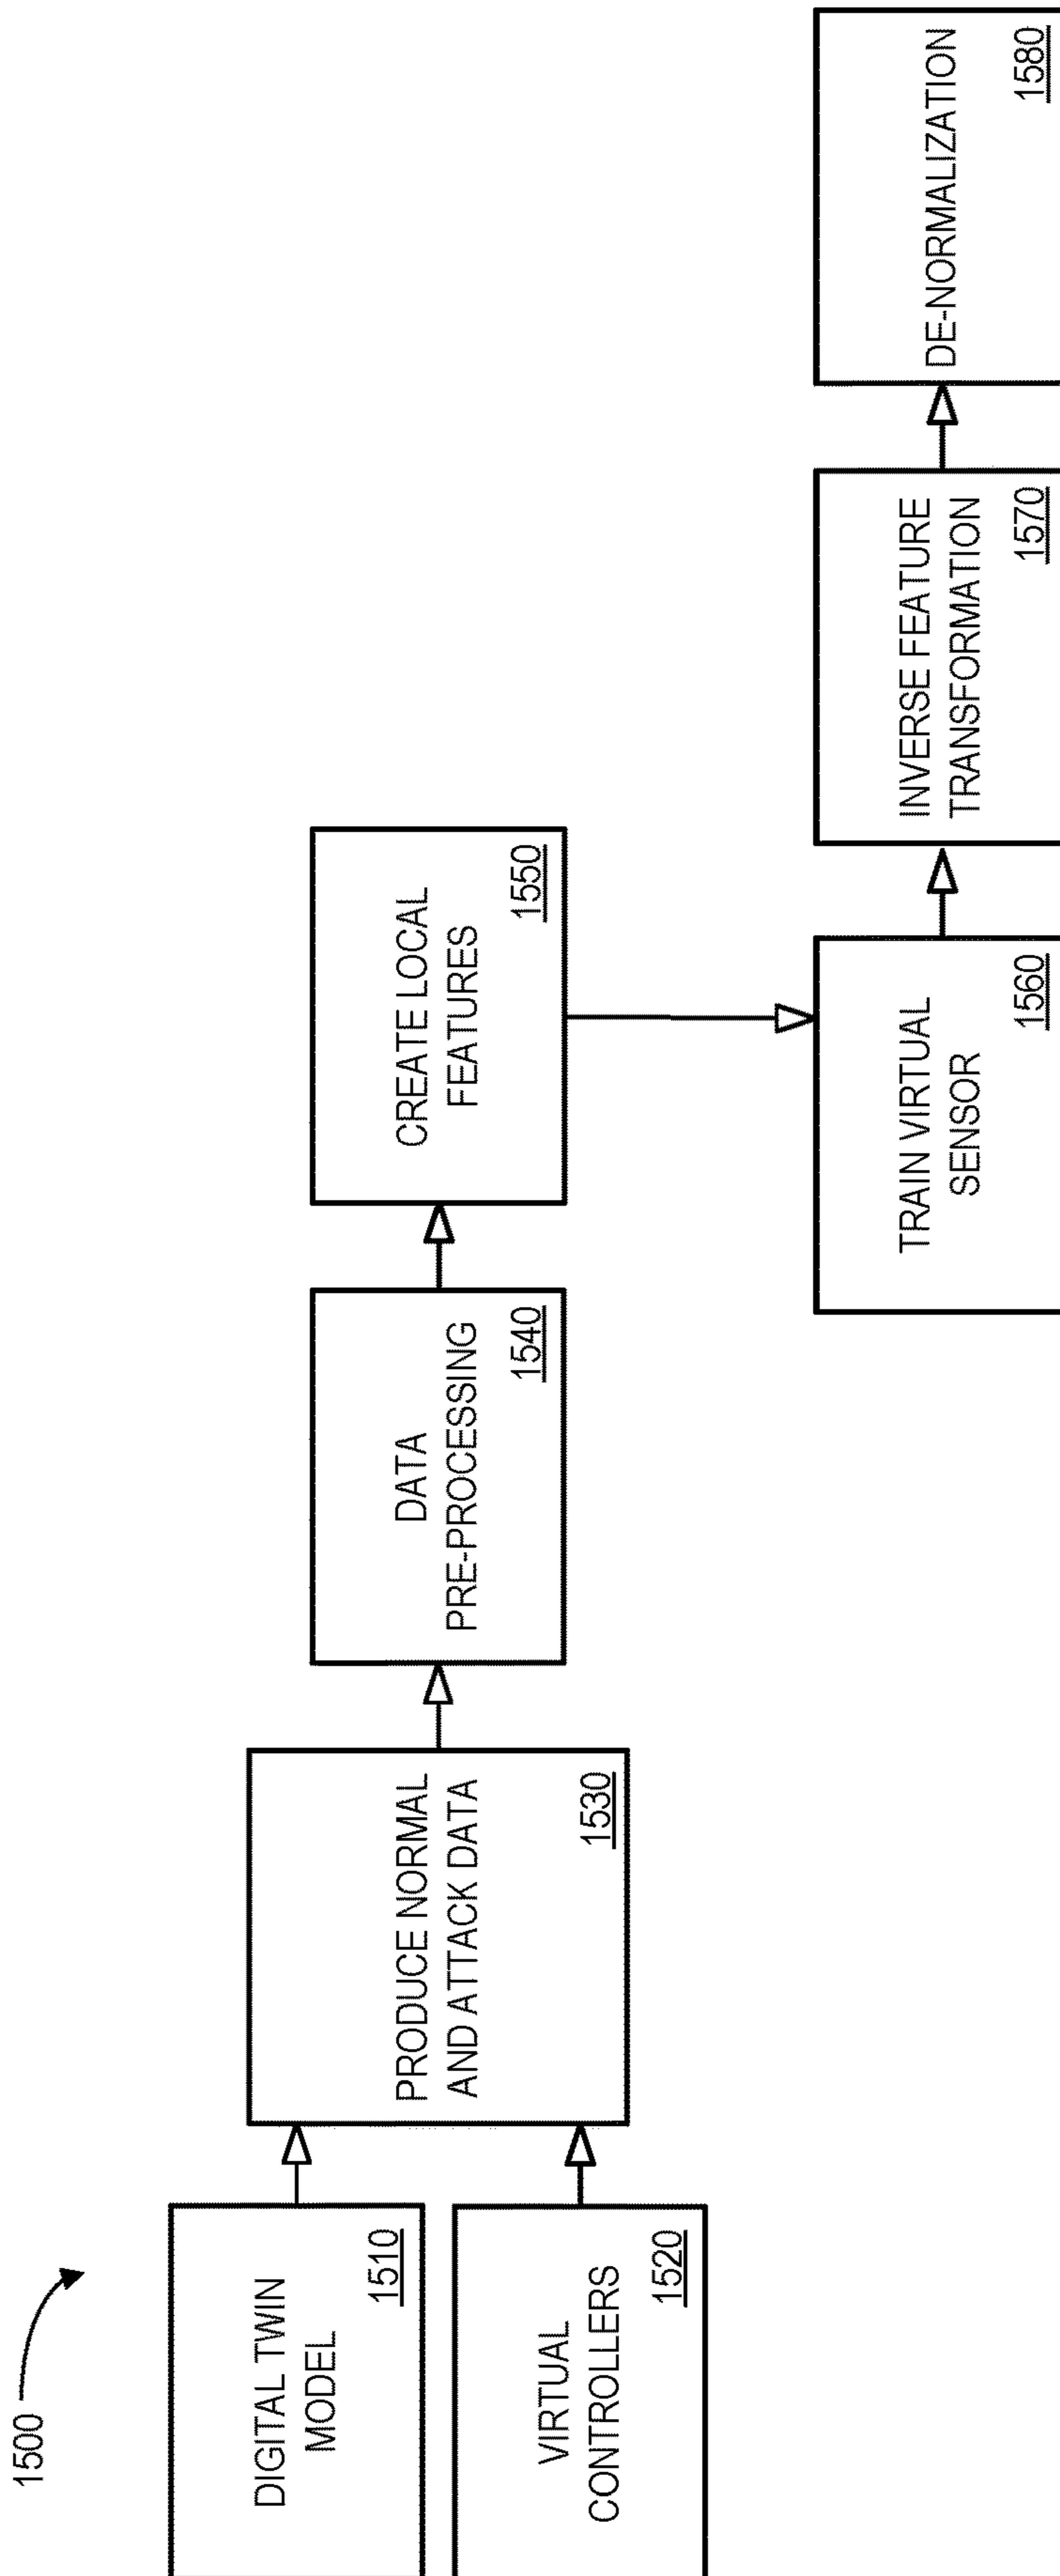 1500
DIGITAL TWIN
MODEL
1510
VIRTUAL
CONTROLLERS
1520
PRODUCE NORMAL
AND ATTACK DATA
1530
DATA
PRE-PROCESSING
1540
CREATE LOCAL
FEATURES
1550
TRAIN VIRTUAL
SENSOR
1560
INVERSE FEATURE
TRANSFORMATION
1570
DE-NORMALIZATION
1580